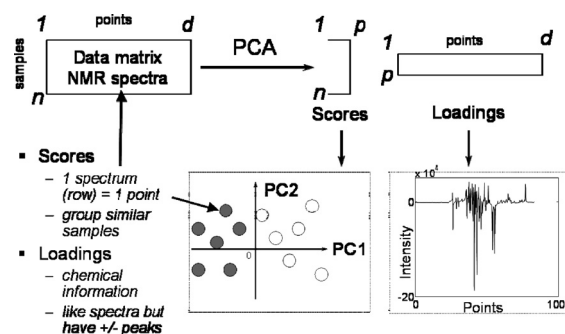 1 points d
samples
Data matrix
NMR spectra
n
PCA
1 p
n
Scores
1 points d
p
Loadings
▪ Scores
– 1 spectrum
(row) = 1 point
– group similar
samples
▪ Loadings
– chemical
information
– like spectra but
have +/- peaks
PC2
PC1
0
x 10⁴
0
Intensity
-20
0 100
Points